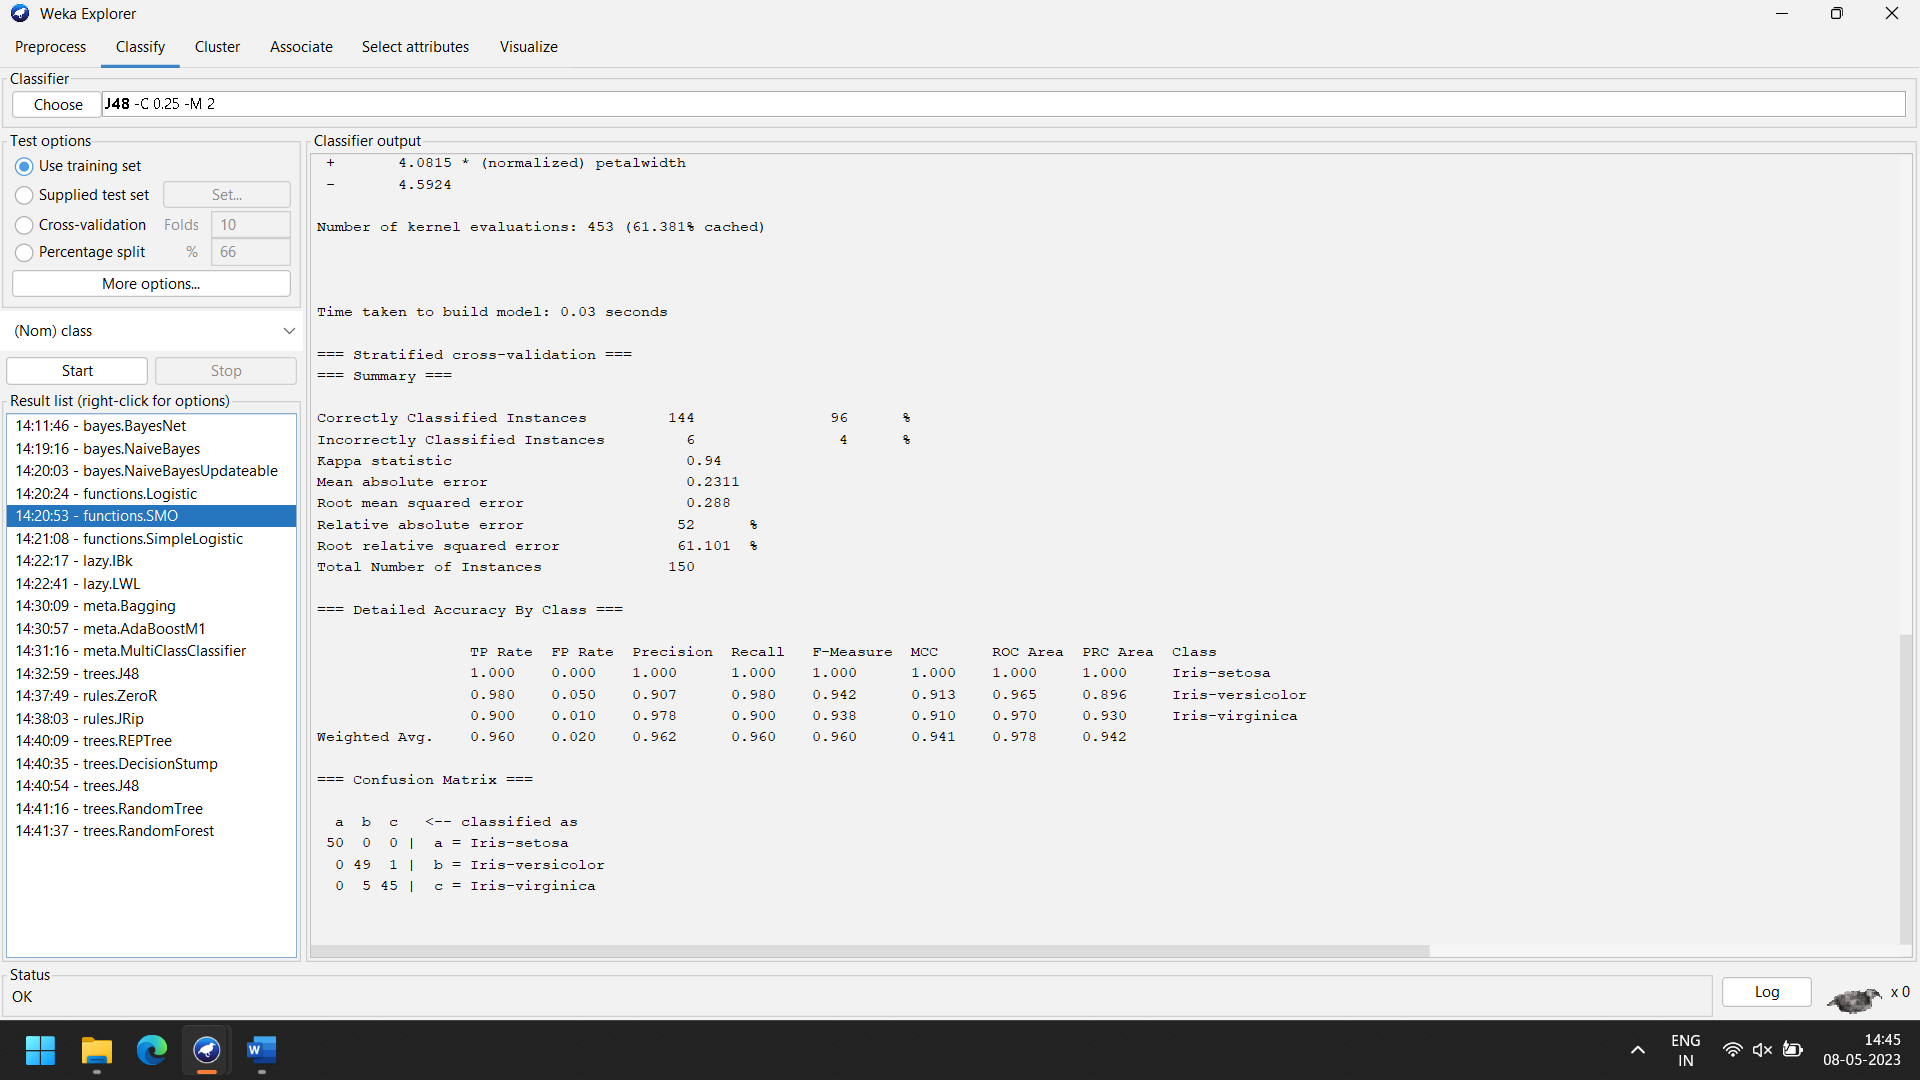 Weka Explorer
Preprocess Classify Cluster Associate Select attributes Visualize
Classifier
Choose J48 -C 0.25 -M 2
Test options
Use training set
Supplied test set Set...
Cross-validation Folds 10
Percentage split % 66
More options...
(Nom) class
Start Stop
Result list (right-click for options)
14:11:46 - bayes.BayesNet
14:19:16 - bayes.NaiveBayes
14:20:03 - bayes.NaiveBayesUpdateable
14:20:24 - functions.Logistic
14:20:53 - functions.SMO
14:21:08 - functions.SimpleLogistic
14:22:17 - lazy.IBk
14:22:41 - lazy.LWL
14:30:09 - meta.Bagging
14:30:57 - meta.AdaBoostM1
14:31:16 - meta.MultiClassClassifier
14:32:59 - trees.J48
14:37:49 - rules.ZeroR
14:38:03 - rules.JRip
14:40:09 - trees.REPTree
14:40:35 - trees.DecisionStump
14:40:54 - trees.J48
14:41:16 - trees.RandomTree
14:41:37 - trees.RandomForest
Classifier output
+ 4.0815 * (normalized) petalwidth
- 4.5924
Number of kernel evaluations: 453 (61.381% cached)
Time taken to build model: 0.03 seconds
=== Stratified cross-validation ===
=== Summary ===
Correctly Classified Instances 144 96 %
Incorrectly Classified Instances 6 4 %
Kappa statistic 0.94
Mean absolute error 0.2311
Root mean squared error 0.288
Relative absolute error 52 %
Root relative squared error 61.101 %
Total Number of Instances 150
=== Detailed Accuracy By Class ===
TP Rate FP Rate Precision Recall F-Measure MCC ROC Area PRC Area Class
1.000 0.000 1.000 1.000 1.000 1.000 1.000 1.000 Iris-setosa
0.980 0.050 0.907 0.980 0.942 0.913 0.965 0.896 Iris-versicolor
0.900 0.010 0.978 0.900 0.938 0.910 0.970 0.930 Iris-virginica
Weighted Avg. 0.960 0.020 0.962 0.960 0.960 0.941 0.978 0.942
=== Confusion Matrix ===
a b c <-- classified as
50 0 0 | a = Iris-setosa
0 49 1 | b = Iris-versicolor
0 5 45 | c = Iris-virginica
Status
OK
Log x 0
W
ENG
IN
14:45
08-05-2023